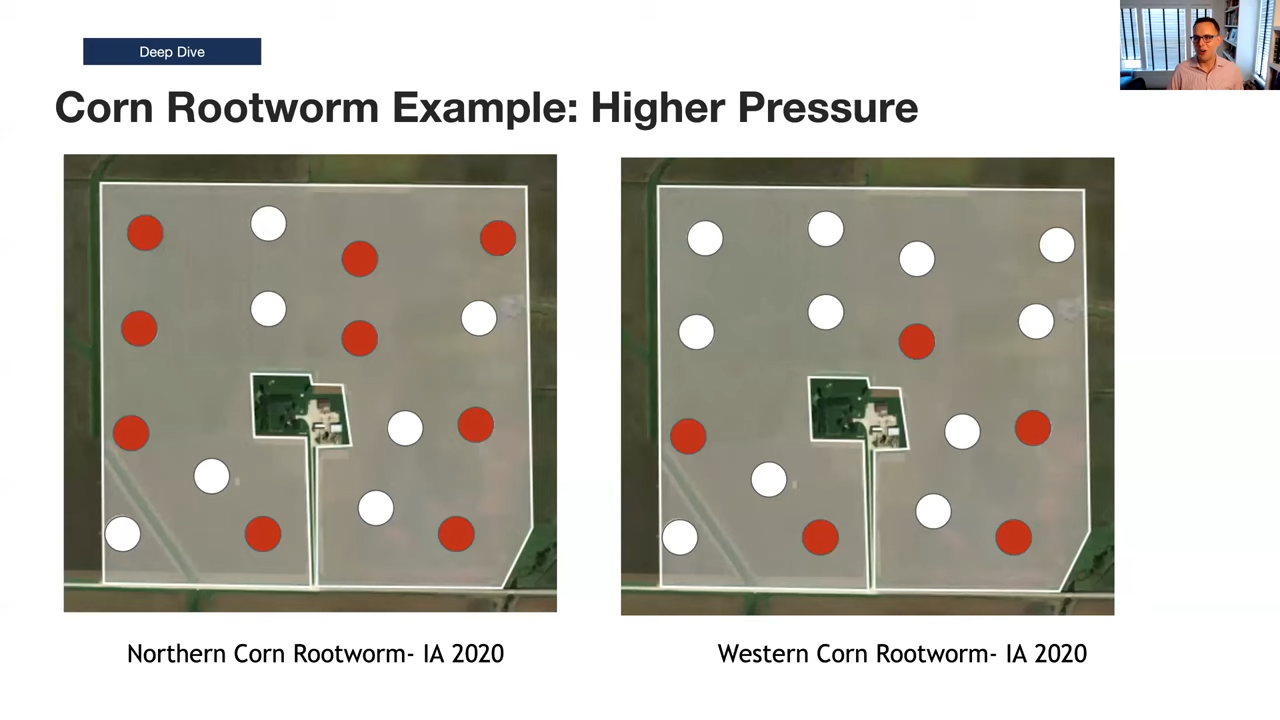 Deep Dive
Corn Rootworm Example: Higher Pressure
Northern Corn Rootworm- IA 2020
Western Corn Rootworm- IA 2020